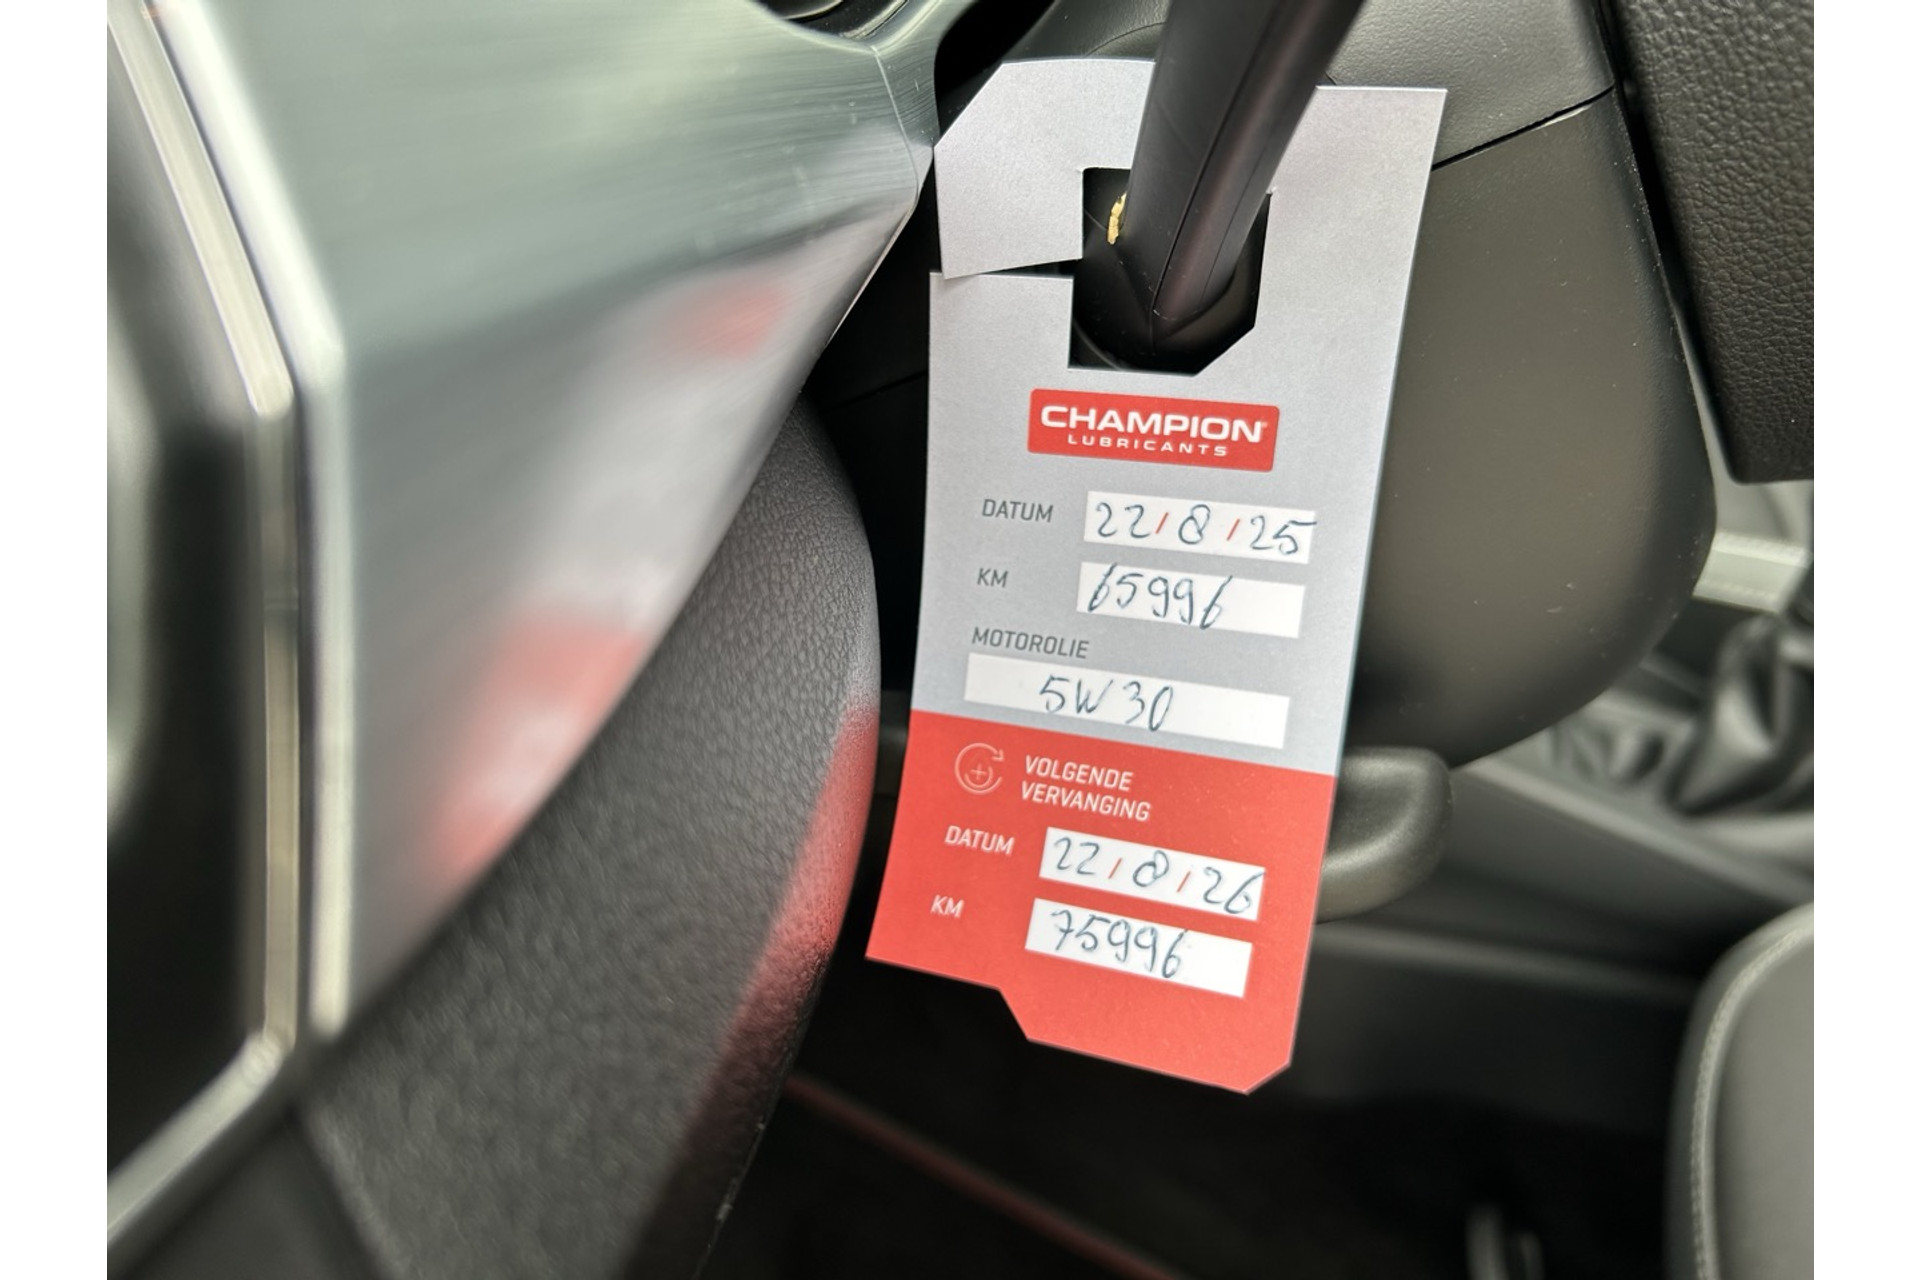 CHAMPION
LUBRICANTS
DATUM 22/8/25
KM 65996
MOTOROLIE
5W30
VOLGENDE
VERVANGING
DATUM 22/8/26
KM 75996